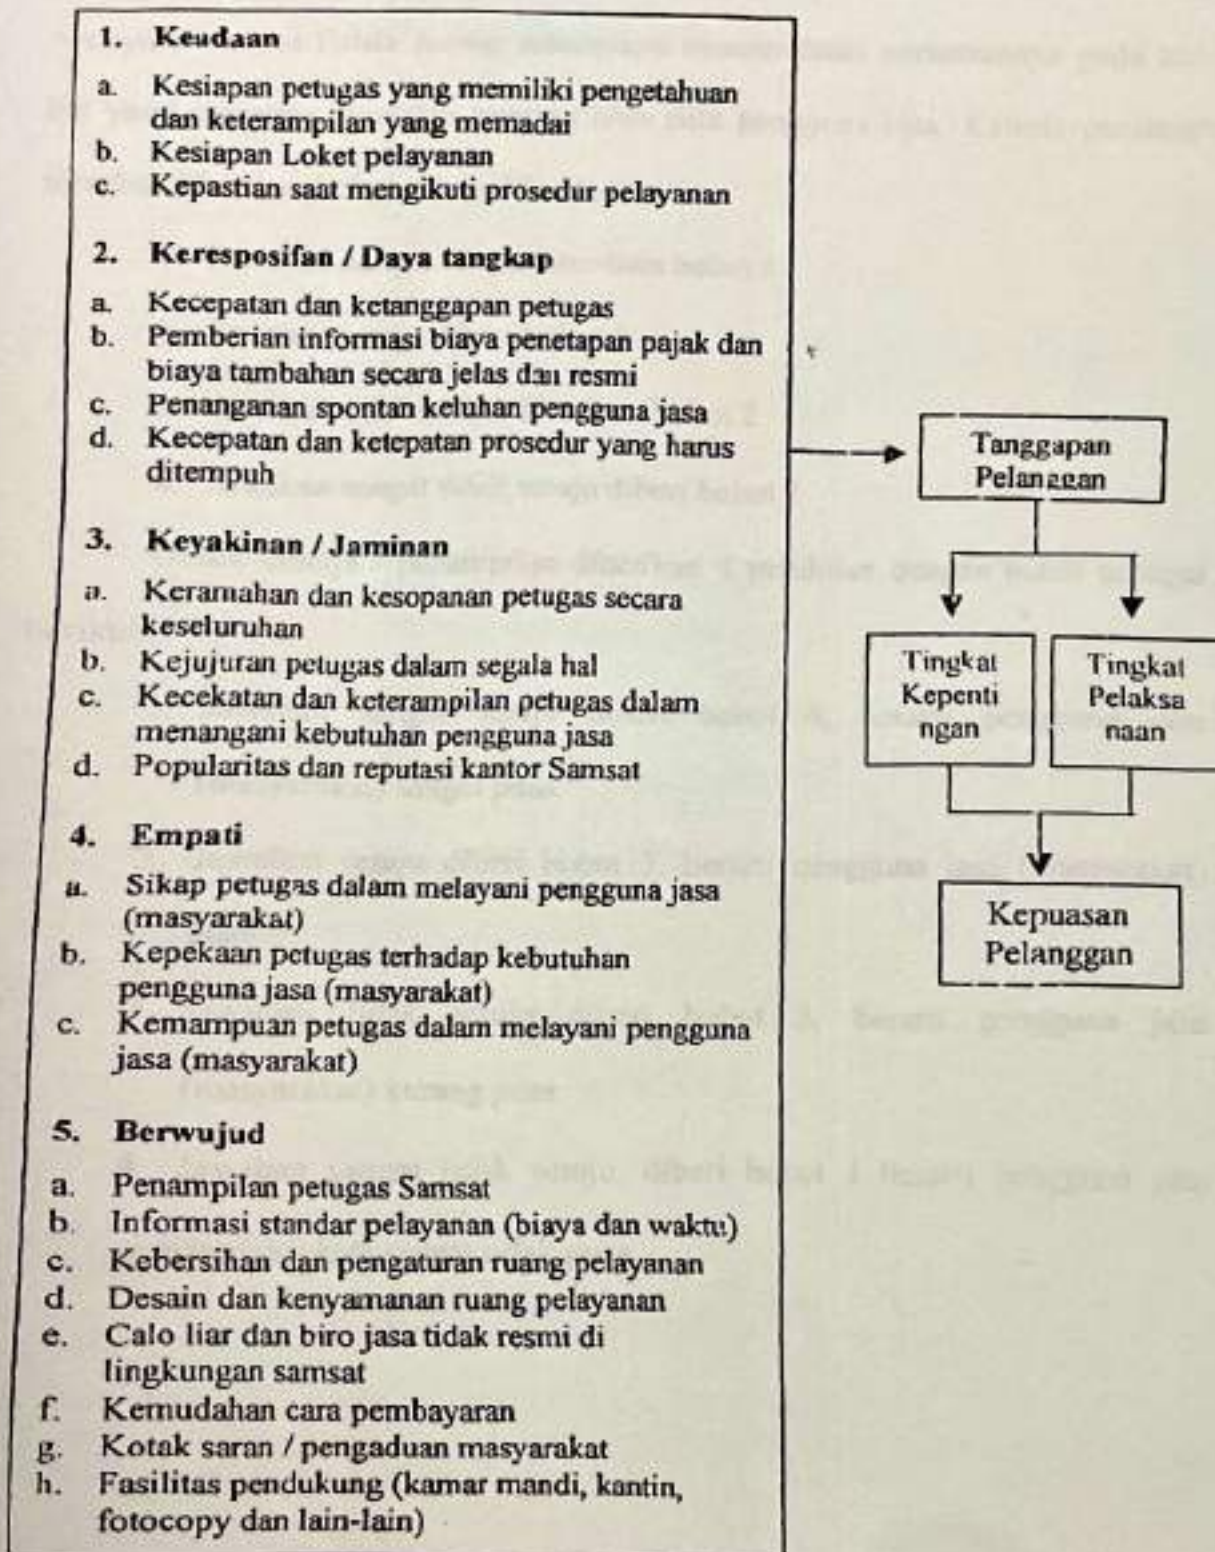 1. Keudaan
a. Kesiapan petugas yang memiliki pengetahuan
dan keterampilan yang memadai
b. Kesiapan Loket pelayanan
c. Kepastian saat mengikuti prosedur pelayanan
2. Keresposifan / Daya tangkap
a. Kecepatan dan ketanggapan petugas
b. Pemberian informasi biaya penetapan pajak dan
biaya tambahan secara jelas dan resmi
c. Penanganan spontan keluhan pengguna jasa
d. Kecepatan dan ketepatan prosedur yang harus
ditempuh
3. Keyakinan / Jaminan
a. Keramahan dan kesopanan petugas secara
keseluruhan
b. Kejujuran petugas dalam segala hal
c. Kecekatan dan keterampilan petugas dalam
menangani kebutuhan pengguna jasa
d. Popularitas dan reputasi kantor Samsat
4. Empati
a. Sikap petugas dalam melayani pengguna jasa
(masyarakat)
b. Kepekaan petugas terhadap kebutuhan
pengguna jasa (masyarakat)
c. Kemampuan petugas dalam melayani pengguna
jasa (masyarakat)
5. Berwujud
a. Penampilan petugas Samsat
b. Informasi standar pelayanan (biaya dan waktu)
c. Kebersihan dan pengaturan ruang pelayanan
d. Desain dan kenyamanan ruang pelayanan
e. Calo liar dan biro jasa tidak resmi di
lingkungan samsat
f. Kemudahan cara pembayaran
g. Kotak saran / pengaduan masyarakat
h. Fasilitas pendukung (kamar mandi, kantin,
fotocopy dan lain-lain)
Tanggapan
Pelanggan
Tingkat
Kepenti
ngan
Tingkat
Pelaksa
naan
Kepuasan
Pelanggan